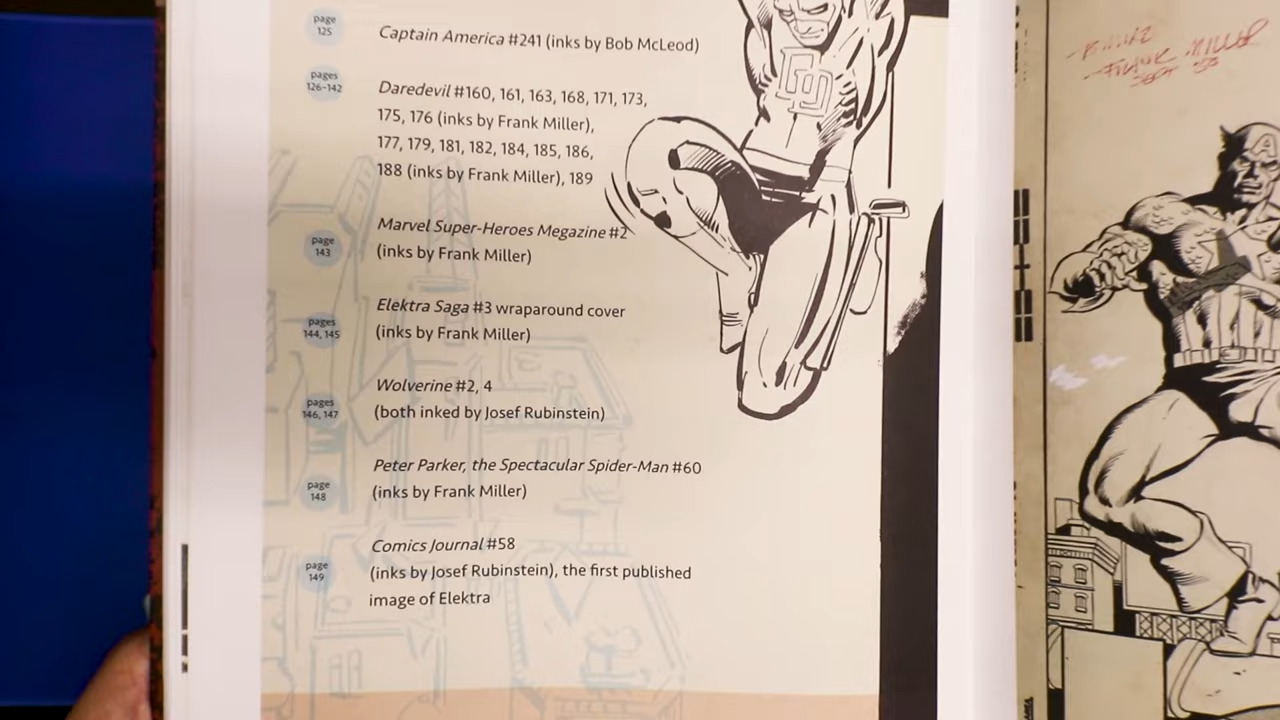 page
125
Captain America #241 (inks by Bob McLeod)
pages
126-142
Daredevil #160, 161, 163, 168, 171, 173,
175, 176 (inks by Frank Miller),
177, 179, 181, 182, 184, 185, 186,
188 (inks by Frank Miller), 189
page
143
Marvel Super-Heroes Megazine #2
(inks by Frank Miller)
pages
144, 145
Elektra Saga #3 wraparound cover
(inks by Frank Miller)
pages
146, 147
Wolverine #2, 4
(both inked by Josef Rubinstein)
page
148
Peter Parker, the Spectacular Spider-Man #60
(inks by Frank Miller)
page
149
Comics Journal #58
(inks by Josef Rubinstein), the first published
image of Elektra
DD
FRANK MILLER
A